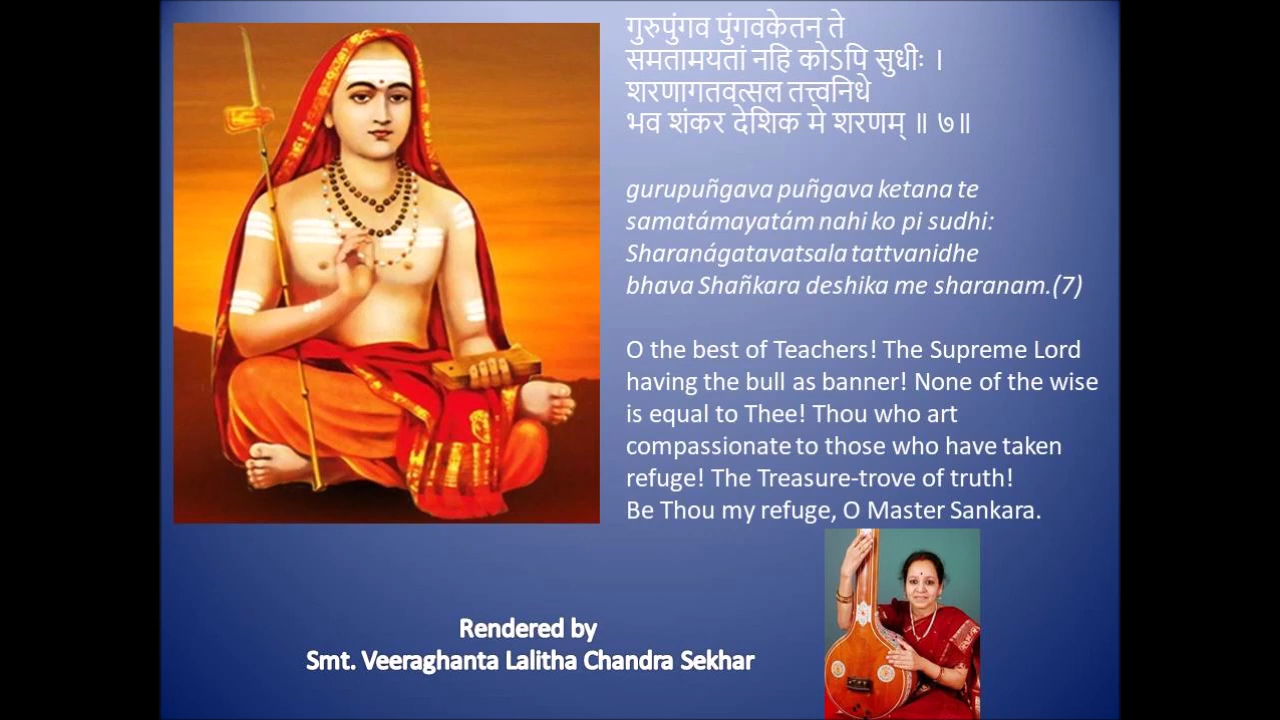 गुरुपुंगव पुंगवकेतन ते
समतामयतां नहि कोऽपि सुधीः ।
शरणागतवत्सल तत्त्वनिधे
भव शंकर देशिक मे शरणम् ॥ ७॥
gurupuñgava puñgava ketana te
samatámayatám nahi ko pi sudhi:
Sharanágatavatsala tattvanidhe
bhava Shañkara deshika me sharanam.(7)
O the best of Teachers! The Supreme Lord
having the bull as banner! None of the wise
is equal to Thee! Thou who art
compassionate to those who have taken
refuge! The Treasure-trove of truth!
Be Thou my refuge, O Master Sankara.
Rendered by
Smt. Veeraghanta Lalitha Chandra Sekhar